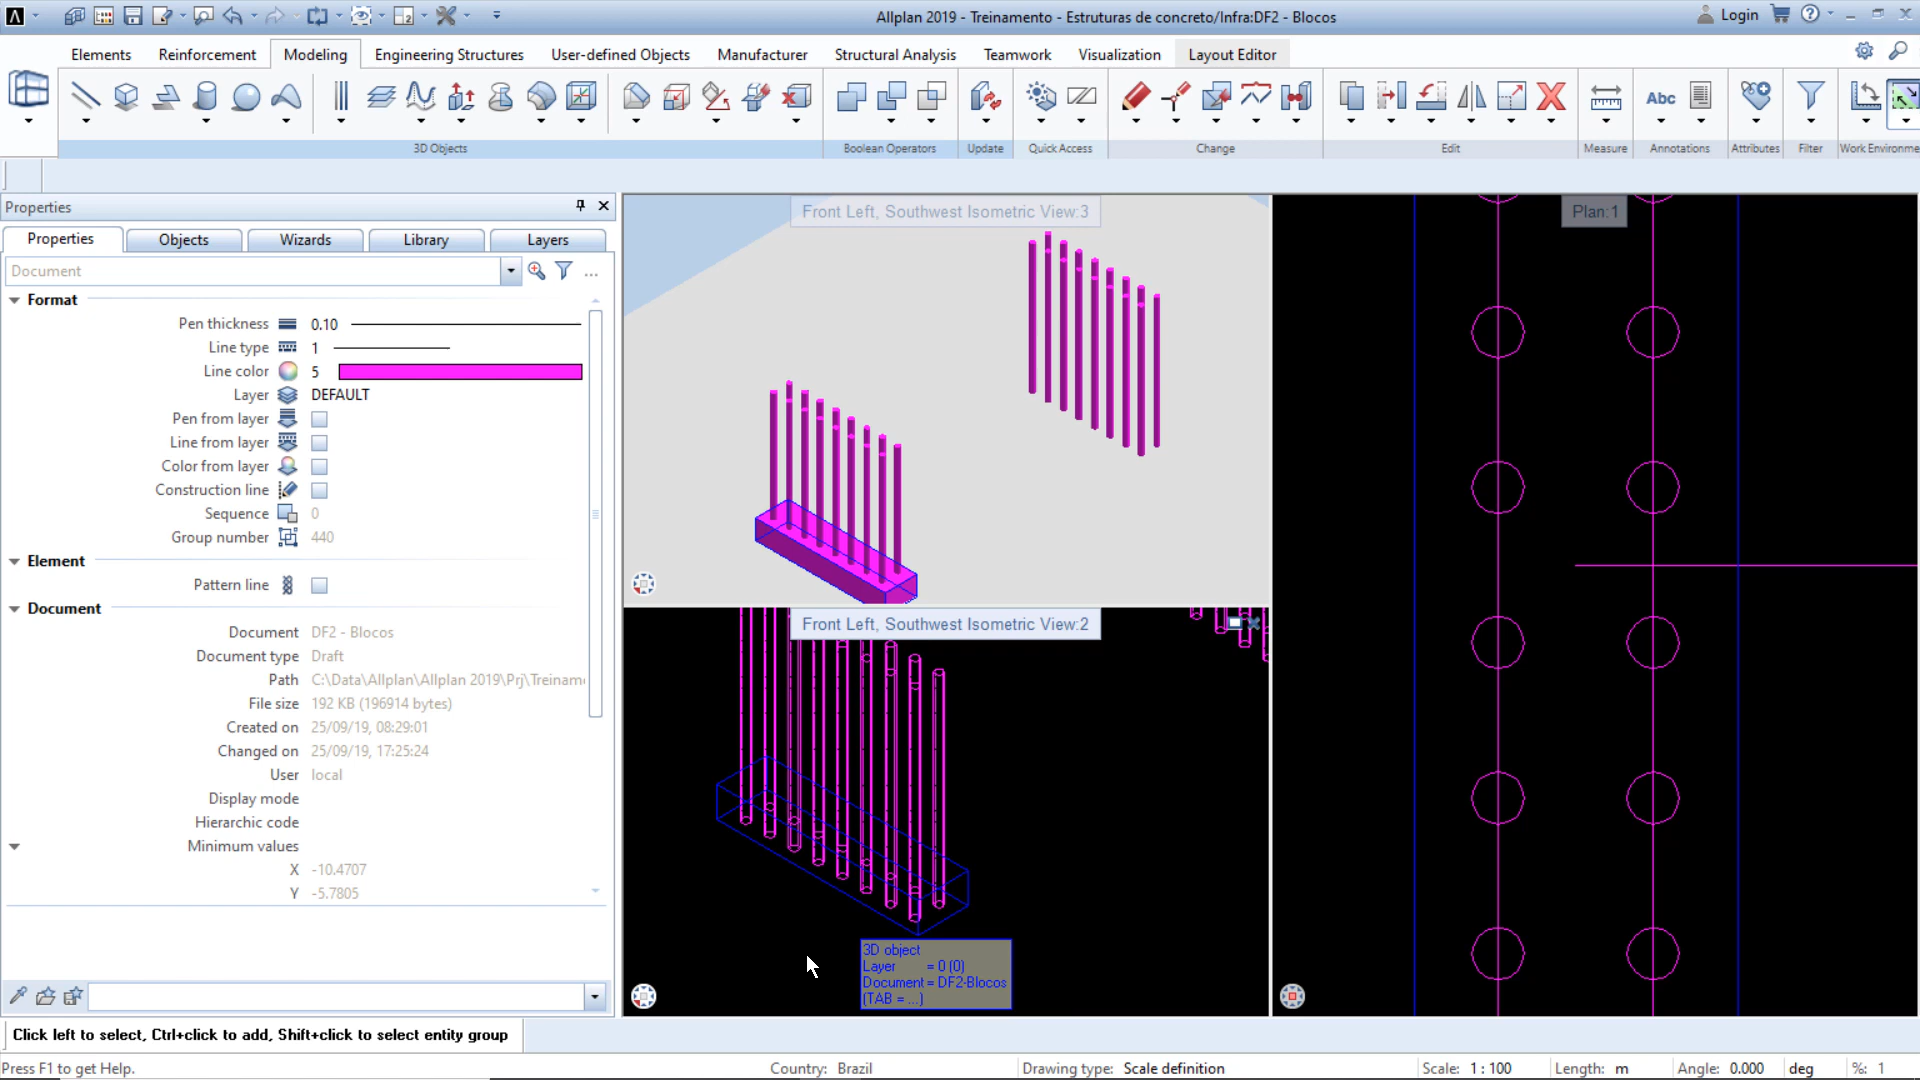 Allplan 2019 - Treinamento - Estruturas de concreto/Infra:DF2 - Blocos
Login
Elements Reinforcement Modeling Engineering Structures User-defined Objects Manufacturer Structural Analysis Teamwork Visualization Layout Editor
Abc
3D Objects Boolean Operators Update Quick Access Change Edit Measure Annotations Attributes Filter Work Environme
Properties
Properties Objects Wizards Library Layers
Document
...
Format
Pen thickness 0.10
Line type 1
Line color 5
Layer DEFAULT
Pen from layer
Line from layer
Color from layer
Construction line
Sequence 0
Group number 440
Element
Pattern line
Document
Document DF2 - Blocos
Document type Draft
Path C:\Data\Allplan\Allplan 2019\Prj\Treinam
File size 192 KB (196914 bytes)
Created on 25/09/19, 08:29:01
Changed on 25/09/19, 17:25:24
User local
Display mode
Hierarchic code
Minimum values
X -10.4707
Y -5.7805
Front Left, Southwest Isometric View:3
Plan:1
Front Left, Southwest Isometric View:2
3D object
Layer = 0 (0)
Document = DF2-Blocos
(TAB = ...)
Click left to select, Ctrl+click to add, Shift+click to select entity group
Press F1 to get Help. Country: Brazil Drawing type: Scale definition Scale: 1 : 100 Length: m Angle: 0.000 deg %: 1